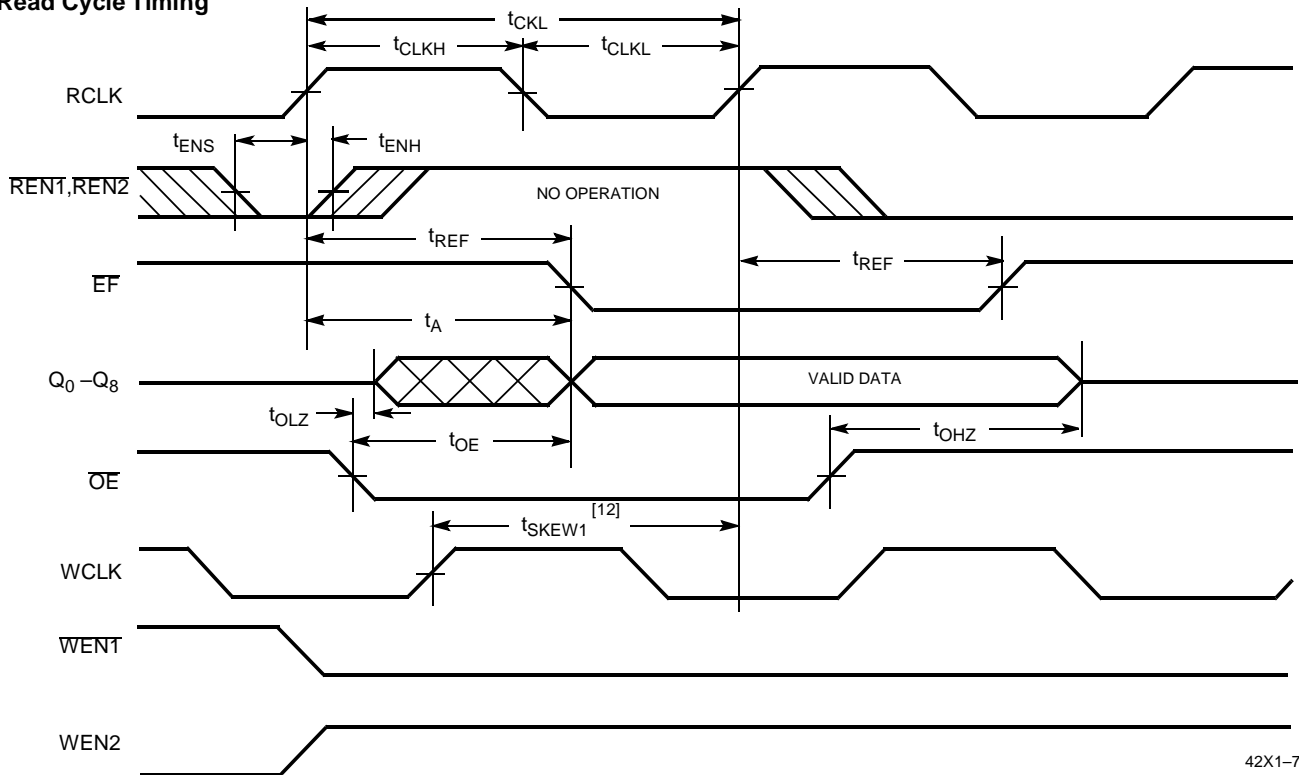 Read Cycle Timing
tCKL
tCLKH
tCLKL
RCLK
tENS
tENH
REN1,REN2
NO OPERATION
tREF
tREF
EF
tA
Q0 –Q8
VALID DATA
tOLZ
tOE
tOHZ
OE
tSKEW1 [12]
WCLK
WEN1
WEN2
42X1–7